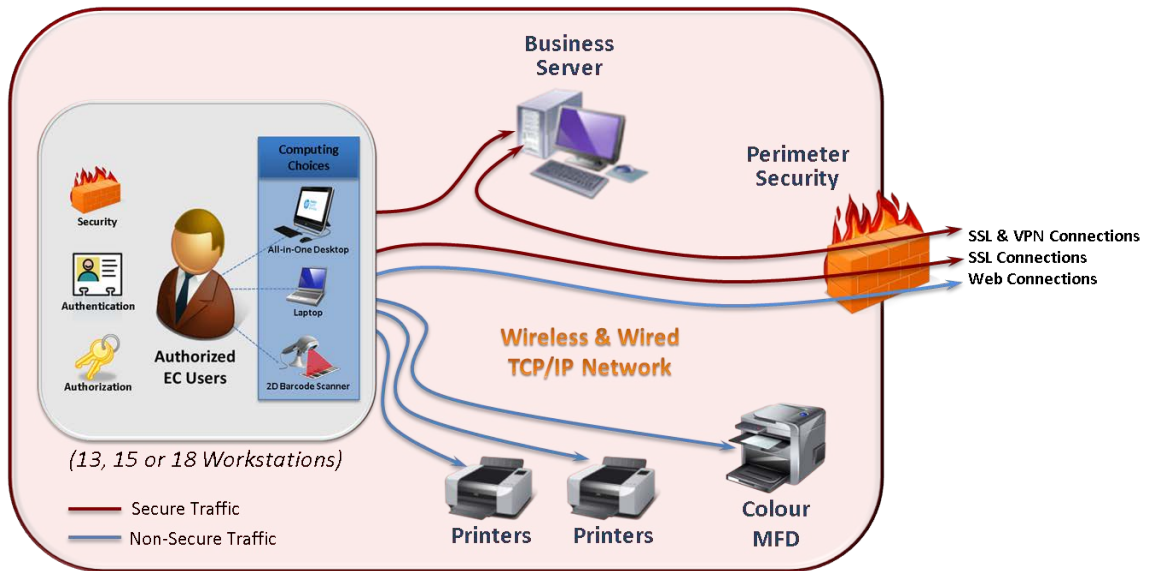 Business
Server
Computing
Choices
Security
All-in-One Desktop
Authentication
Laptop
Authorized
EC Users
Authorization
2D Barcode Scanner
(13, 15 or 18 Workstations)
Perimeter
Security
SSL & VPN Connections
SSL Connections
Web Connections
Wireless & Wired
TCP/IP Network
Secure Traffic
Non-Secure Traffic
Printers
Printers
Colour
MFD